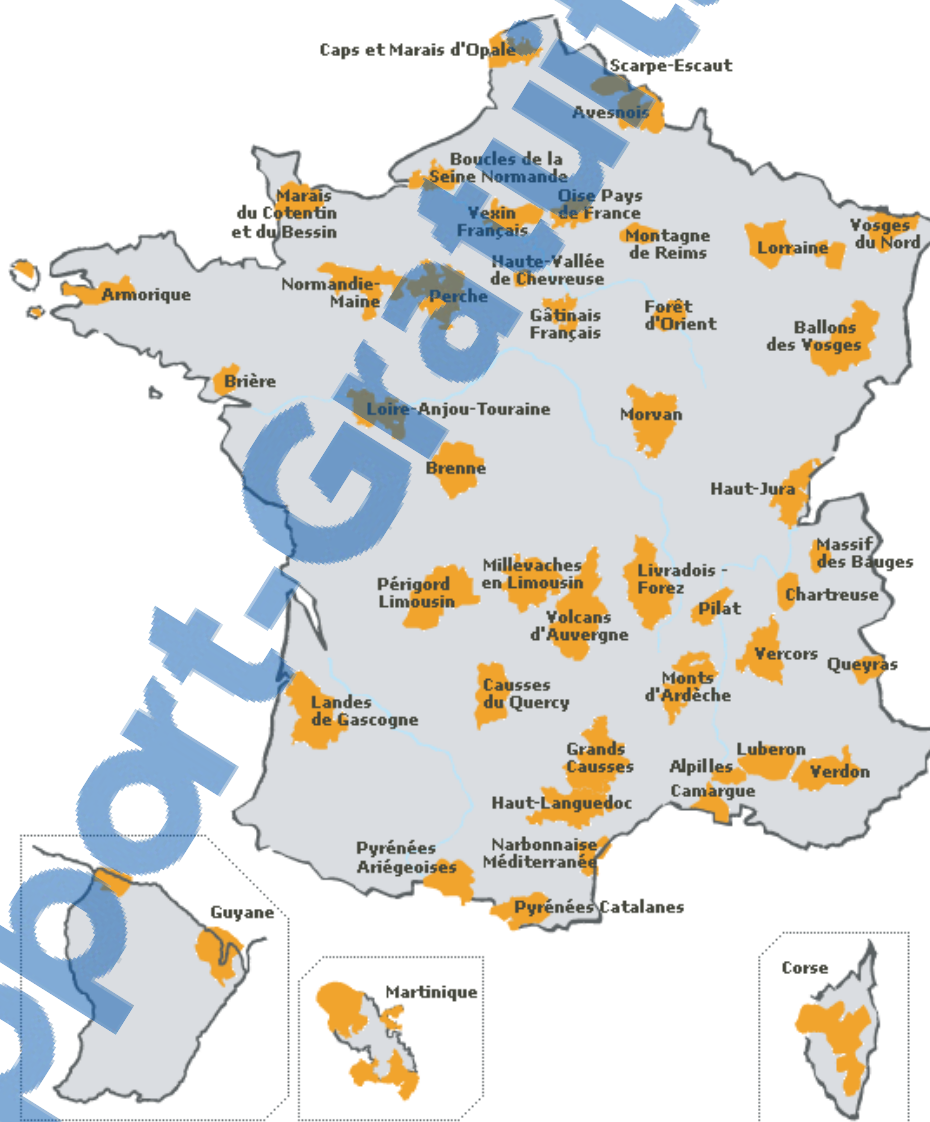 Caps et Marais d'Opale
Scarpe-Escaut
Avesnois
Boucles de la
Seine Normande
Oise Pays
de France
Marais
du Cotentin
et du Bessin
Vexin
Français
Montagne
de Reims
Lorraine
Vosges
du Nord
Haute-Vallée
de Chevreuse
Armorique
Normandie-
Maine
Perche
Gâtinais
Français
Forêt
d'Orient
Ballons
des Vosges
Brière
Loire-Anjou-Touraine
Morvan
Brenne
Haut-Jura
Massif
des Bauges
Périgord
Limousin
Millevaches
en Limousin
Livradois -
Forez
Chartreuse
Pilat
Volcans
d'Auvergne
Vercors
Queyras
Causses
du Quercy
Monts
d'Ardèche
Landes
de Gascogne
Grands
Causses
Luberon
Alpilles
Verdon
Camargue
Haut-Languedoc
Narbonnaise
Méditerranée
Pyrénées
Ariégeoises
Pyrénées Catalanes
Guyane
Martinique
Corse
pport-Gratuit